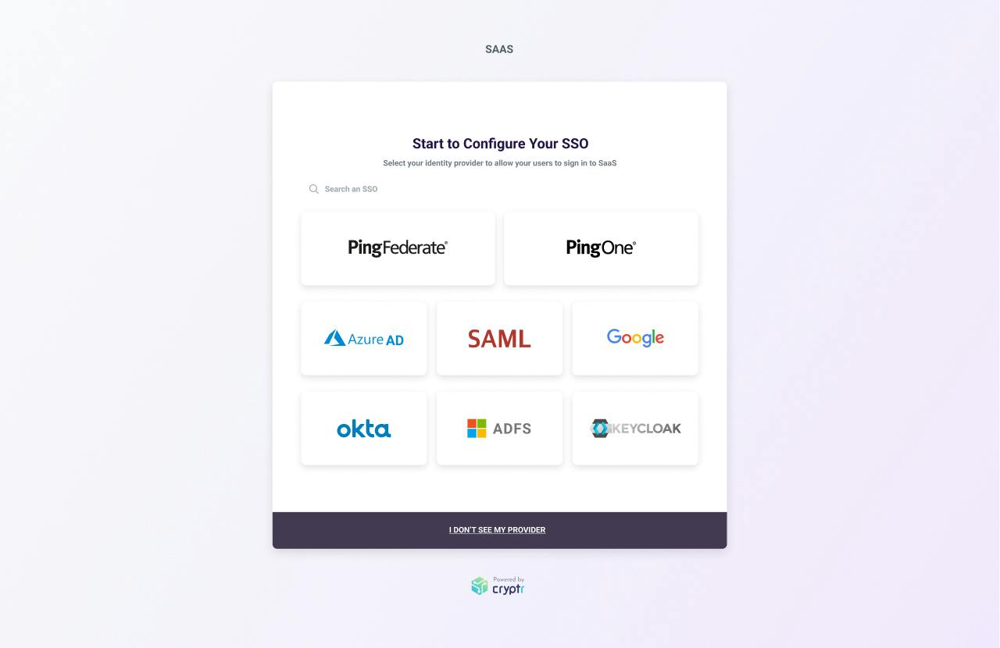 SAAS
Start to Configure Your SSO
Select your identity provider to allow your users to sign in to SaaS
Search an SSO
PingFederate®
PingOne®
Azure AD
SAML
Google
okta
ADFS
KEYCLOAK
I DON'T SEE MY PROVIDER
Powered by
cryptr